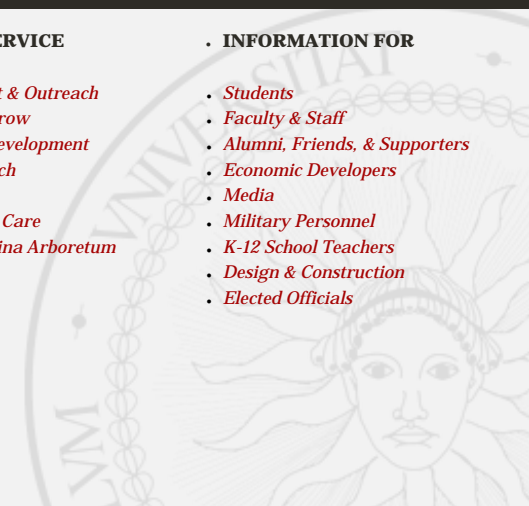 ERVICE
t & Outreach
row
evelopment
ch
Care
ina Arboretum
INFORMATION FOR
Students
Faculty & Staff
Alumni, Friends, & Supporters
Economic Developers
Media
Military Personnel
K-12 School Teachers
Design & Construction
Elected Officials
VNIVERSITAT